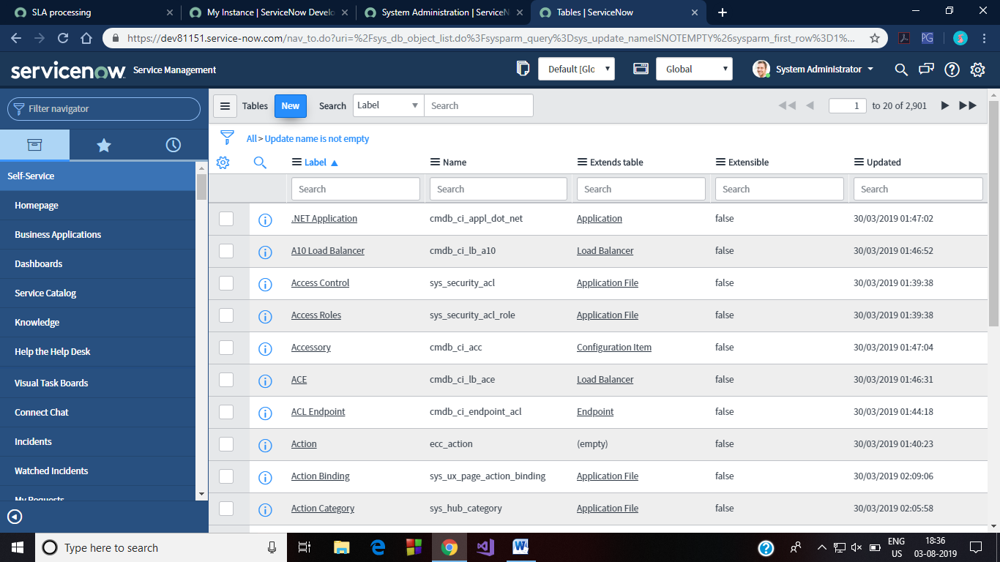 SLA processing
My Instance | ServiceNow Develo
System Administration | ServiceN
Tables | ServiceNow
https://dev81151.service-now.com/nav_to.do?uri=%2Fsys_db_object_list.do%3Fsysparm_query%3Dsys_update_nameISNOTEMPTY%26sysparm_first_row%3D1%...
servicenow Service Management
Default [Glo
Global
System Administrator
Filter navigator
Self-Service
Homepage
Business Applications
Dashboards
Service Catalog
Knowledge
Help the Help Desk
Visual Task Boards
Connect Chat
Incidents
Watched Incidents
My Requests
Tables New Search Label Search 1 to 20 of 2,901
All > Update name is not empty
Label Name Extends table Extensible Updated
Search Search Search Search Search
.NET Application cmdb_ci_appl_dot_net Application false 30/03/2019 01:47:02
A10 Load Balancer cmdb_ci_lb_a10 Load Balancer false 30/03/2019 01:46:52
Access Control sys_security_acl Application File false 30/03/2019 01:39:38
Access Roles sys_security_acl_role Application File false 30/03/2019 01:39:38
Accessory cmdb_ci_acc Configuration Item false 30/03/2019 01:47:04
ACE cmdb_ci_lb_ace Load Balancer false 30/03/2019 01:46:31
ACL Endpoint cmdb_ci_endpoint_acl Endpoint false 30/03/2019 01:44:18
Action ecc_action (empty) false 30/03/2019 01:40:23
Action Binding sys_ux_page_action_binding Application File false 30/03/2019 02:09:06
Action Category sys_hub_category Application File false 30/03/2019 02:05:58
Type here to search
ENG
US
18:36
03-08-2019